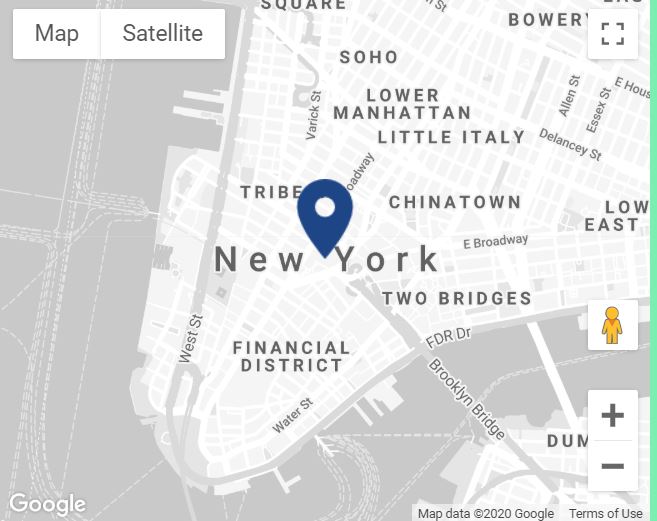 SQUARE
BOWERY
Map
Satellite
SOHO
E Hous
Allen St
Essex St
LOWER
MANHATTAN
Varick St
LITTLE ITALY
Delancey St
TRIBE
oadway
CHINATOWN
LOW
EAST
E Broadway
New York
TWO BRIDGES
West St
FDR Dr
FINANCIAL
DISTRICT
Brooklyn Bridge
Water St
DUM
Google
Map data ©2020 Google
Terms of Use